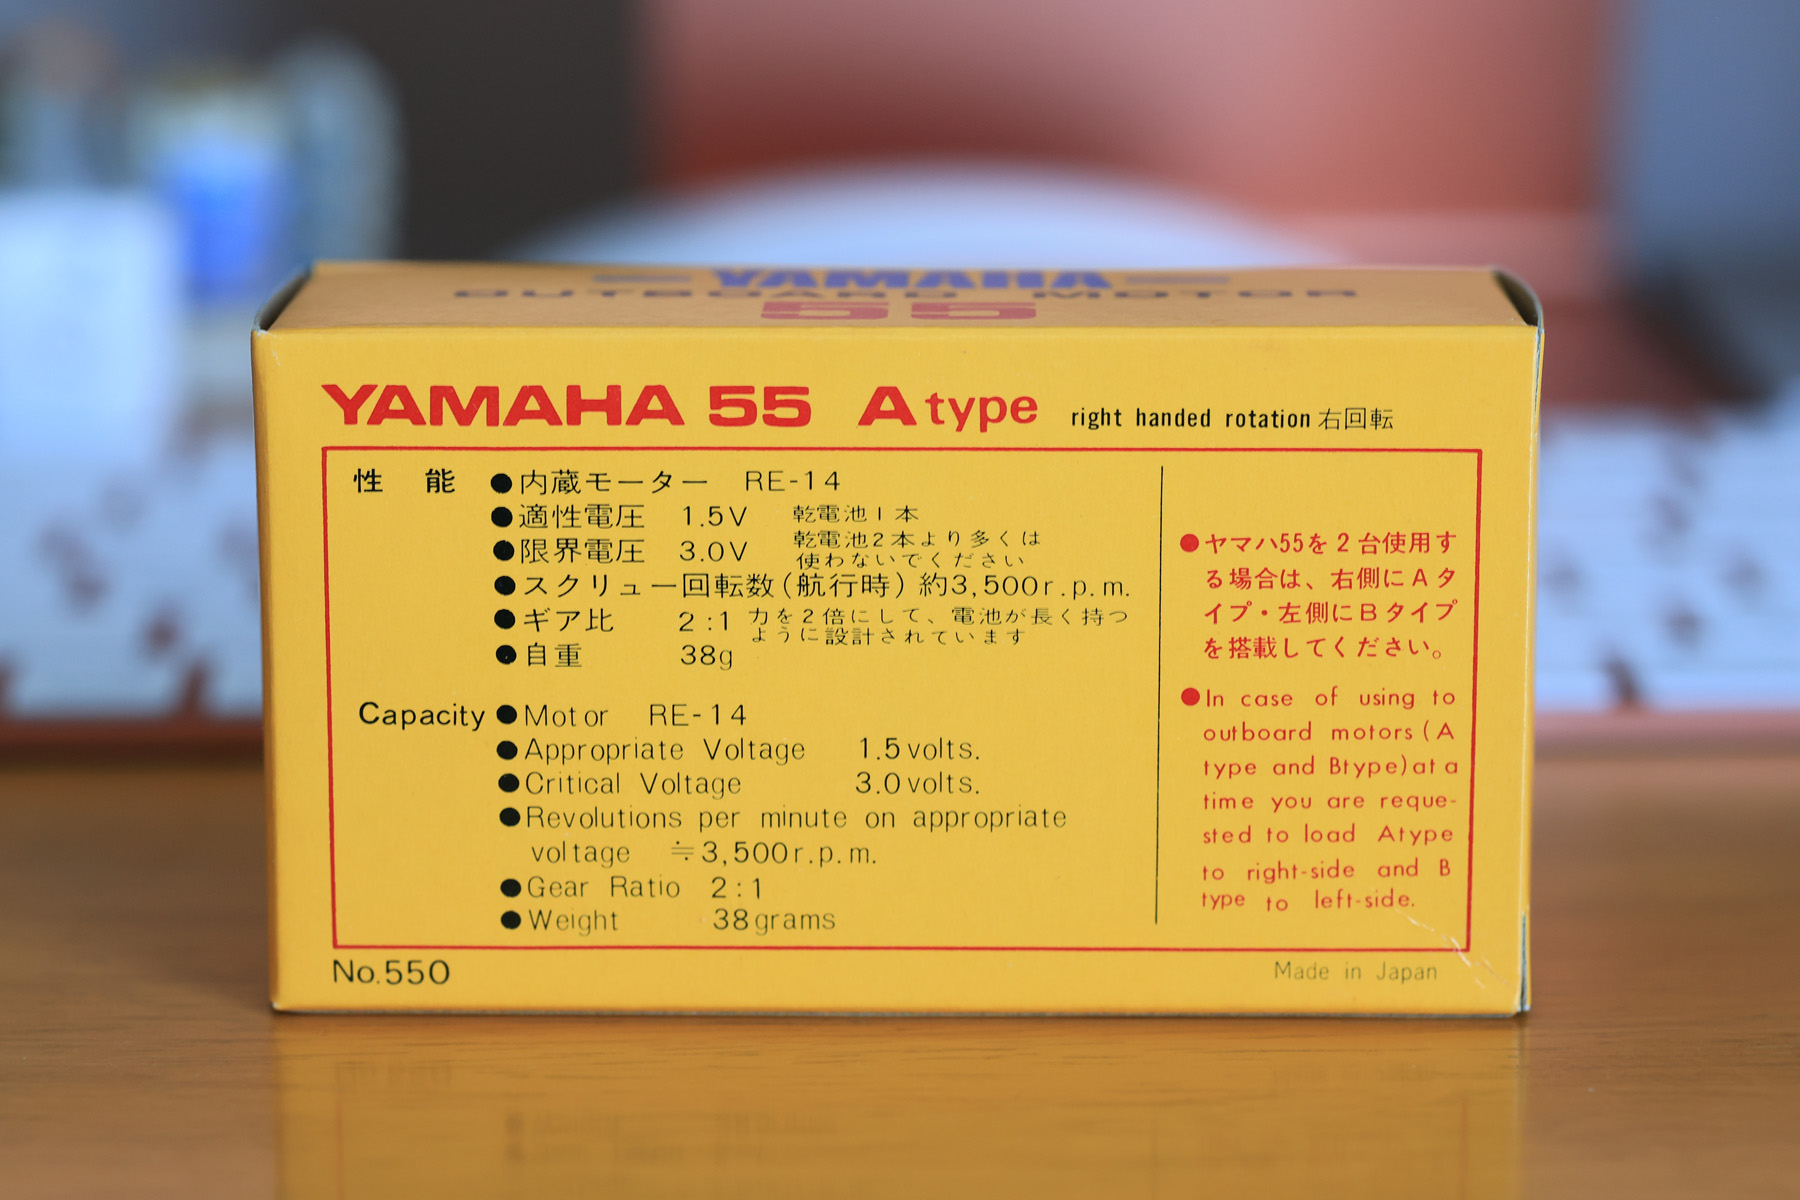 YAMAHA
OUTBOARD MOTOR
55
YAMAHA 55 A type right handed rotation 右回転
性 能 ●内蔵モーター RE-14
●適性電圧 1.5V 乾電池1本
●限界電圧 3.0V 乾電池2本より多くは
使わないでください
●スクリュー回転数(航行時)約3,500r.p.m.
●ギア比 2:1 力を2倍にして、電池が長く持つ
ように設計されています
●自重 38g
Capacity ●Motor RE-14
●Appropriate Voltage 1.5volts.
●Critical Voltage 3.0volts.
●Revolutions per minute on appropriate
voltage ≒3,500r.p.m.
●Gear Ratio 2:1
●Weight 38grams
●ヤマハ55を2台使用す
る場合は、右側にAタ
イプ・左側にBタイプ
を搭載してください。
●In case of using to
outboard motors(A
type and Btype)at a
time you are reque-
sted to load Atype
to right-side and B
type to left-side.
No.550
Made in Japan